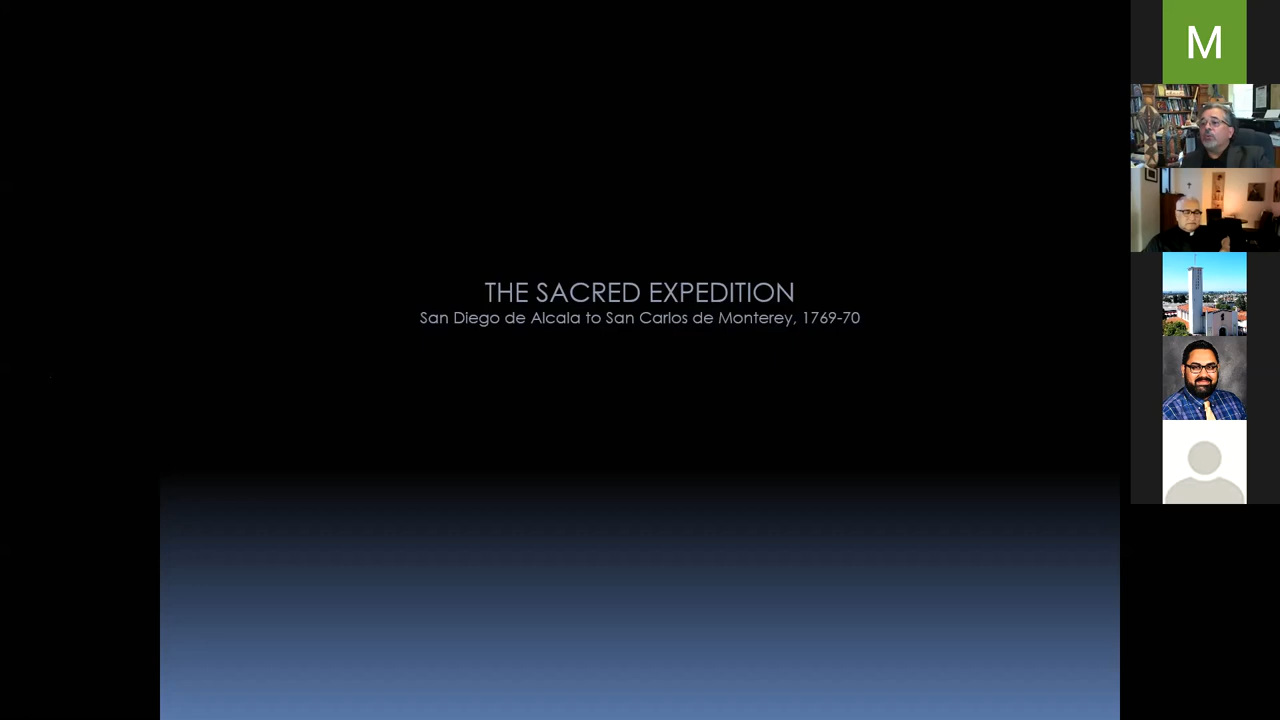 THE SACRED EXPEDITION
San Diego de Alcala to San Carlos de Monterey, 1769-70
M